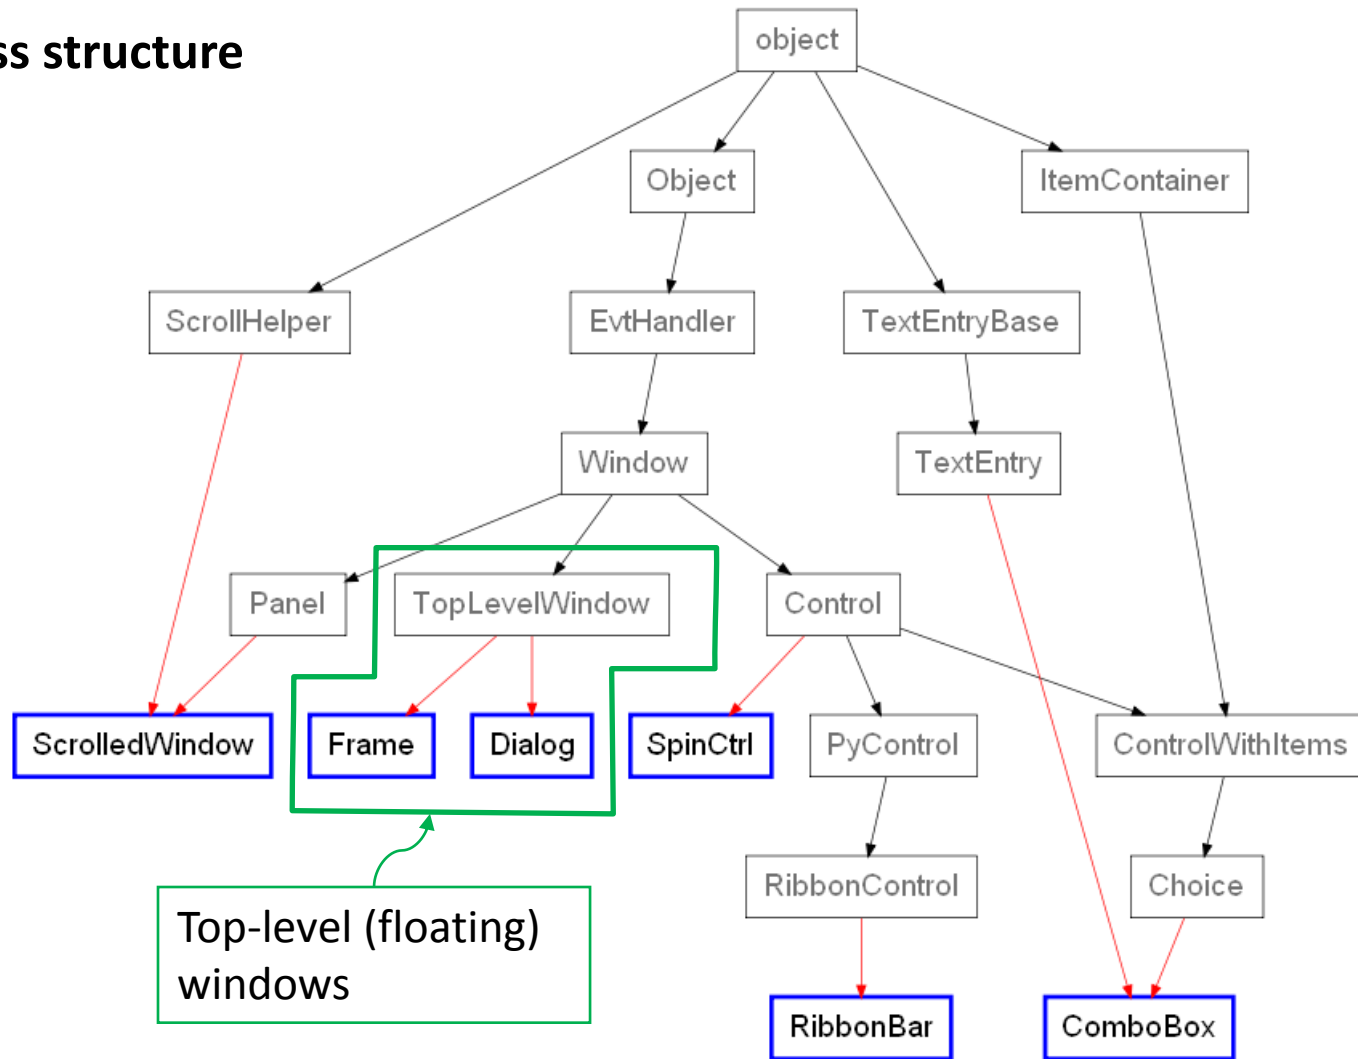 ss structure
object
Object
ItemContainer
ScrollHelper
EvtHandler
TextEntryBase
Window
TextEntry
Panel
TopLevelWindow
Control
ScrolledWindow
Frame
Dialog
SpinCtrl
PyControl
ControlWithItems
RibbonControl
Choice
Top-level (floating)
windows
RibbonBar
ComboBox